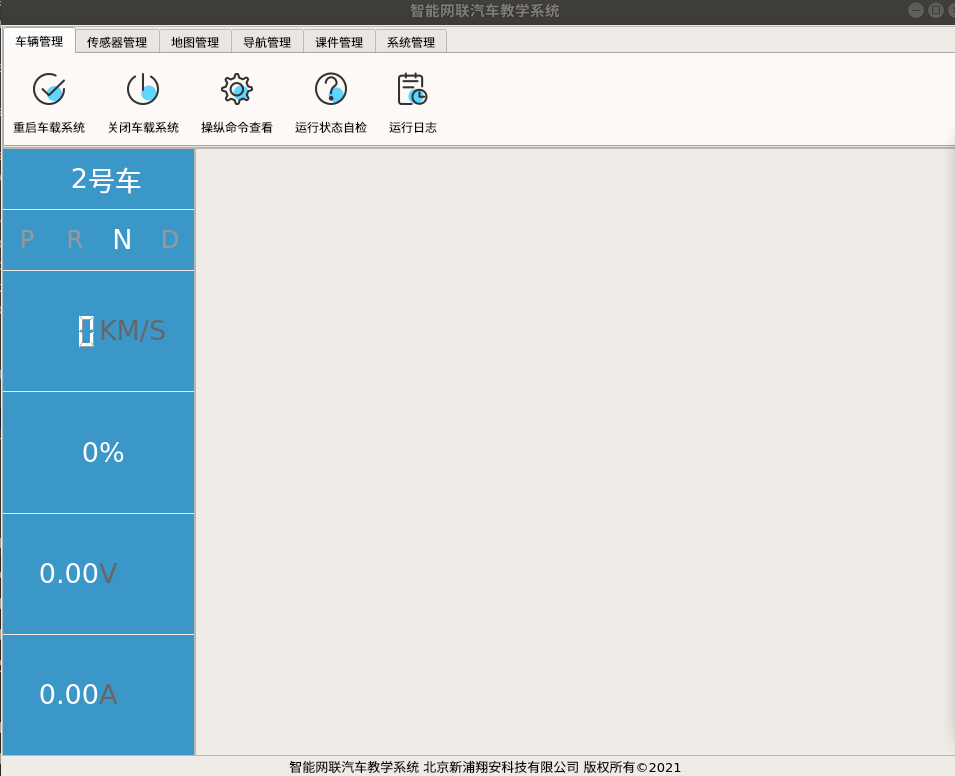 智能网联汽车教学系统
车辆管理 传感器管理 地图管理 导航管理 课件管理 系统管理
重启车载系统 关闭车载系统 操纵命令查看 运行状态自检 运行日志
2号车
P R N D
0 KM/S
0%
0.00V
0.00A
智能网联汽车教学系统 北京新浦翔安科技有限公司 版权所有©2021